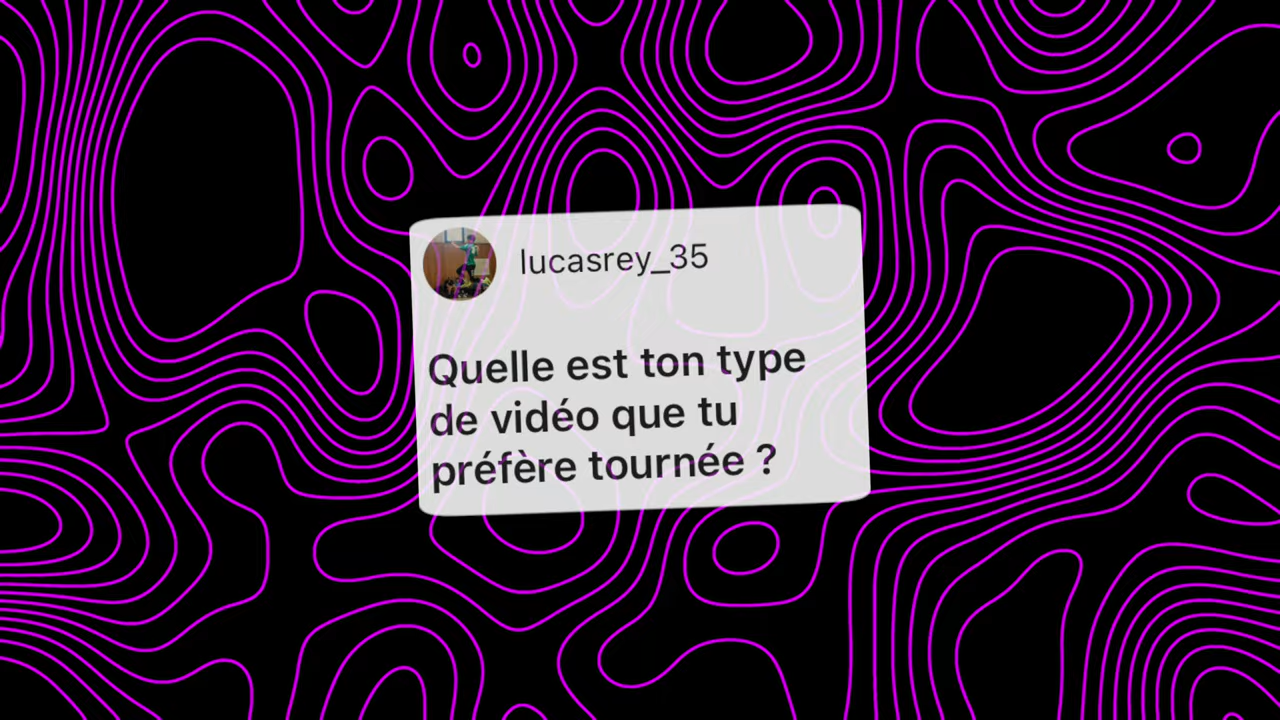 lucasrey_35
Quelle est ton type
de vidéo que tu
préfère tournée ?